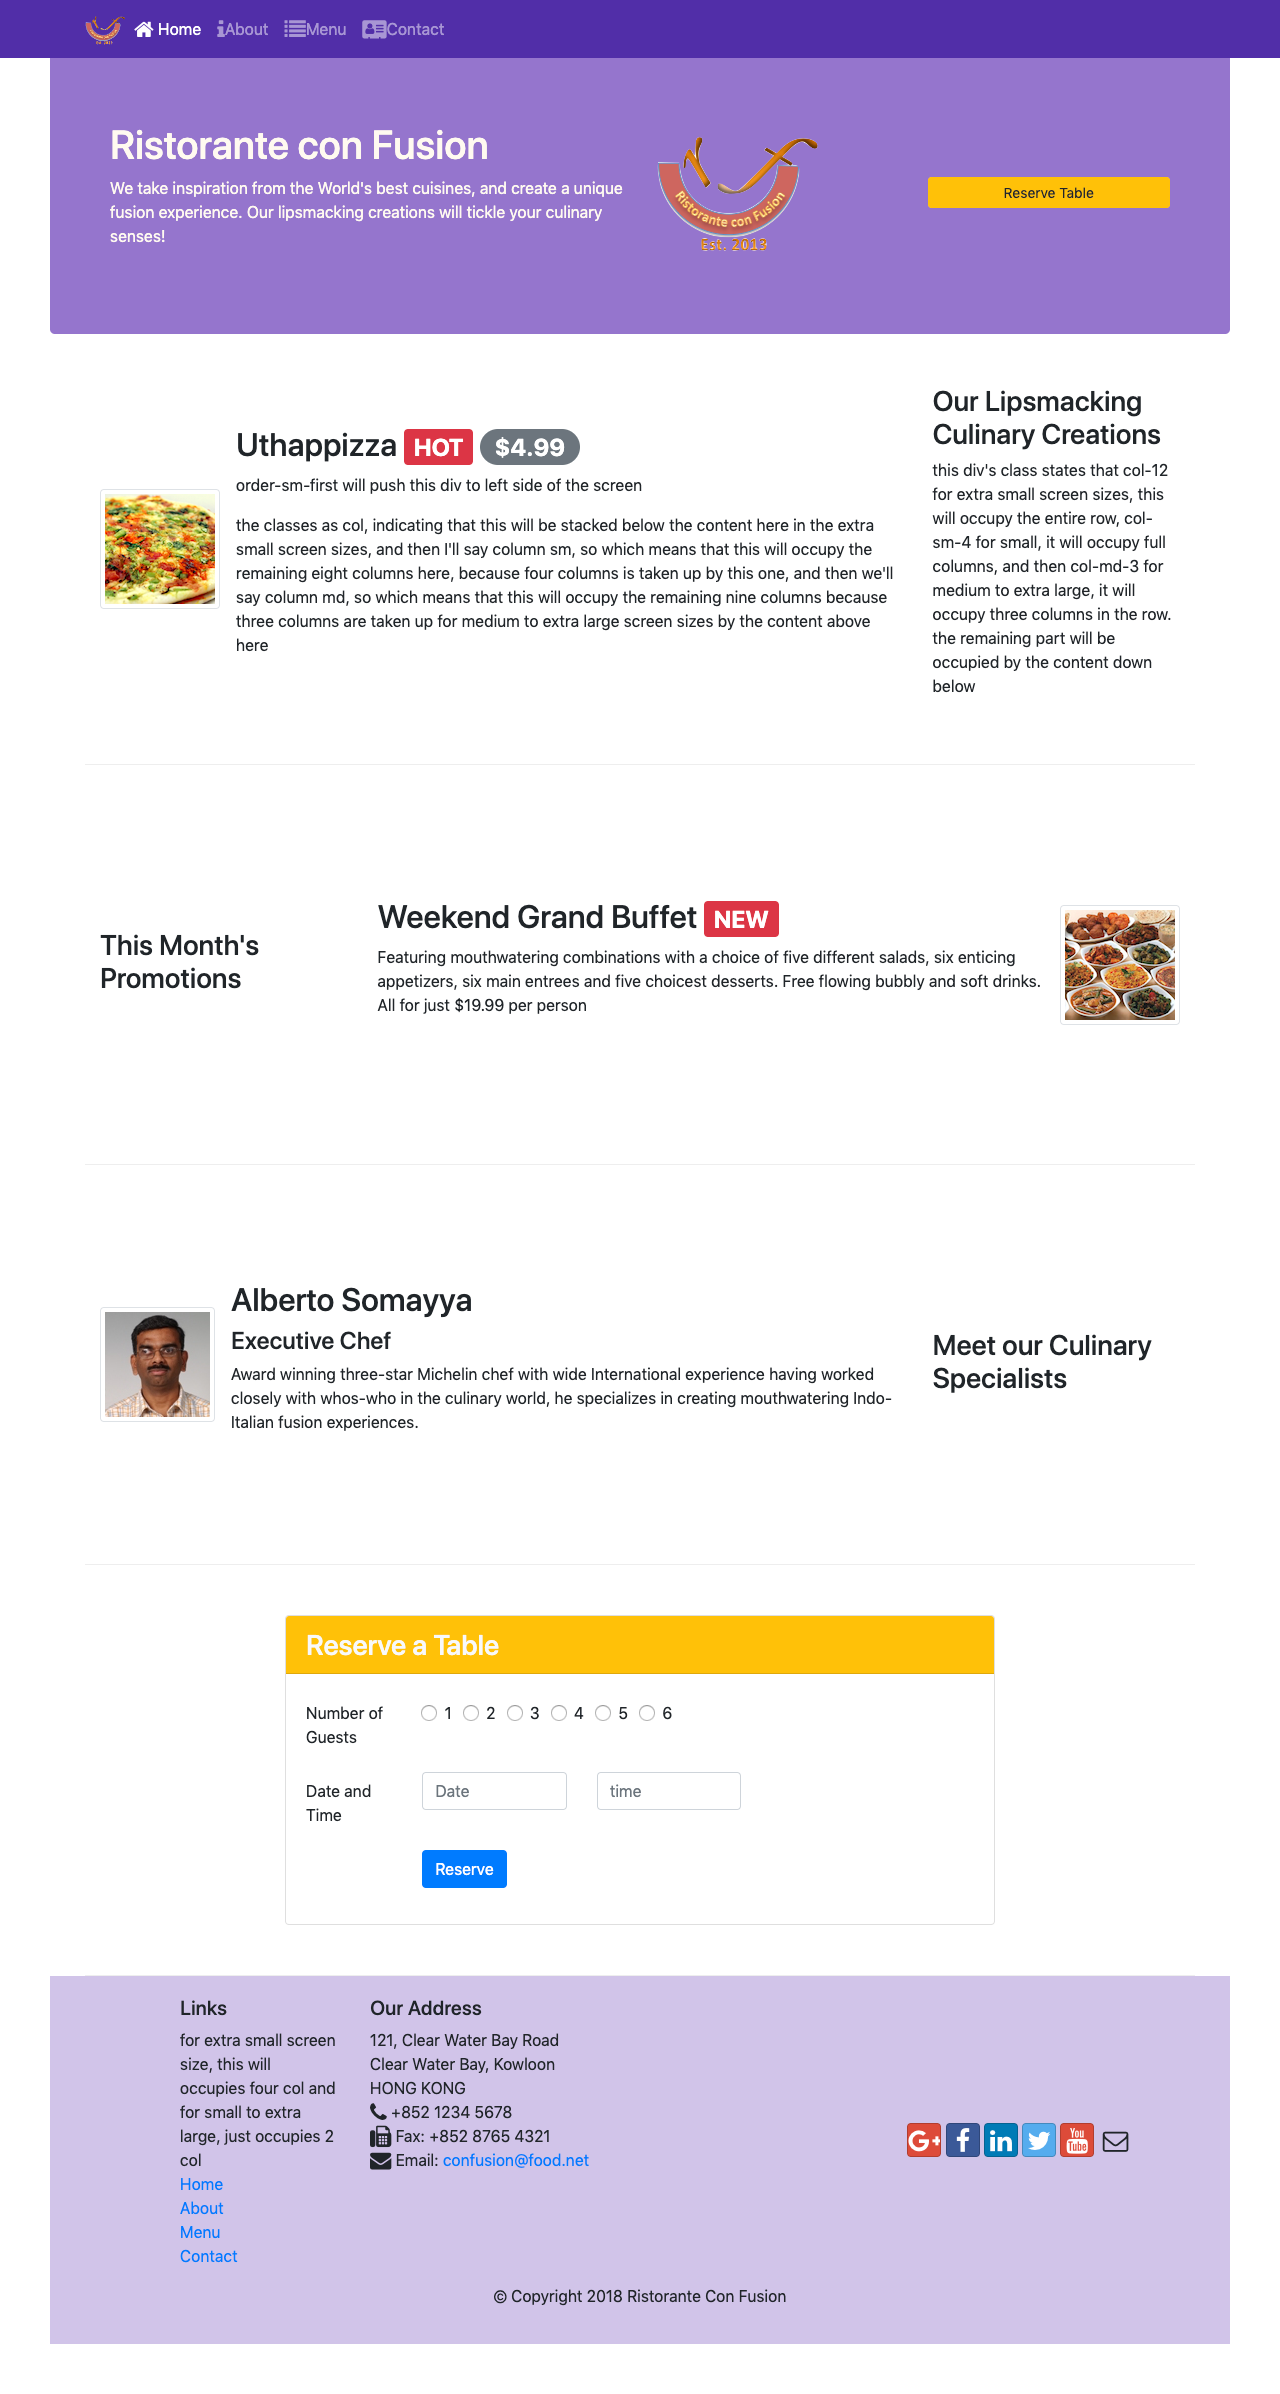 Home About Menu Contact
Ristorante con Fusion
We take inspiration from the World's best cuisines, and create a unique
fusion experience. Our lipsmacking creations will tickle your culinary
senses!
Ristorante con Fusion
Est. 2013
Reserve Table
Uthappizza HOT $4.99
order-sm-first will push this div to left side of the screen
the classes as col, indicating that this will be stacked below the content here in the extra
small screen sizes, and then I'll say column sm, so which means that this will occupy the
remaining eight columns here, because four columns is taken up by this one, and then we'll
say column md, so which means that this will occupy the remaining nine columns because
three columns are taken up for medium to extra large screen sizes by the content above
here
Our Lipsmacking
Culinary Creations
this div's class states that col-12
for extra small screen sizes, this
will occupy the entire row, col-
sm-4 for small, it will occupy full
columns, and then col-md-3 for
medium to extra large, it will
occupy three columns in the row.
the remaining part will be
occupied by the content down
below
This Month's
Promotions
Weekend Grand Buffet NEW
Featuring mouthwatering combinations with a choice of five different salads, six enticing
appetizers, six main entrees and five choicest desserts. Free flowing bubbly and soft drinks.
All for just $19.99 per person
Alberto Somayya
Executive Chef
Award winning three-star Michelin chef with wide International experience having worked
closely with whos-who in the culinary world, he specializes in creating mouthwatering Indo-
Italian fusion experiences.
Meet our Culinary
Specialists
Reserve a Table
Number of
Guests
1 2 3 4 5 6
Date and
Time
Date
time
Reserve
Links
for extra small screen
size, this will
occupies four col and
for small to extra
large, just occupies 2
col
Home
About
Menu
Contact
Our Address
121, Clear Water Bay Road
Clear Water Bay, Kowloon
HONG KONG
+852 1234 5678
Fax: +852 8765 4321
Email: confusion@food.net
You
Tube
© Copyright 2018 Ristorante Con Fusion